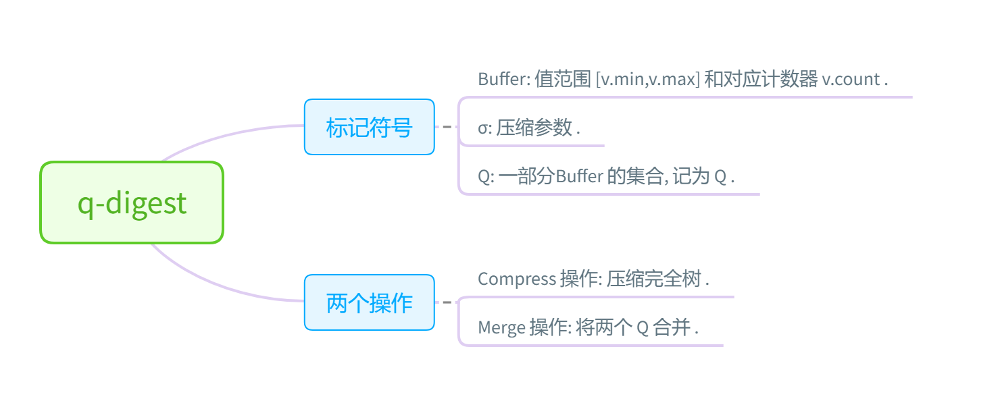 q-digest
标记符号
Buffer: 值范围 [v.min,v.max] 和对应计数器 v.count .
σ: 压缩参数 .
Q: 一部分Buffer 的集合, 记为 Q .
两个操作
Compress 操作: 压缩完全树 .
Merge 操作: 将两个 Q 合并 .